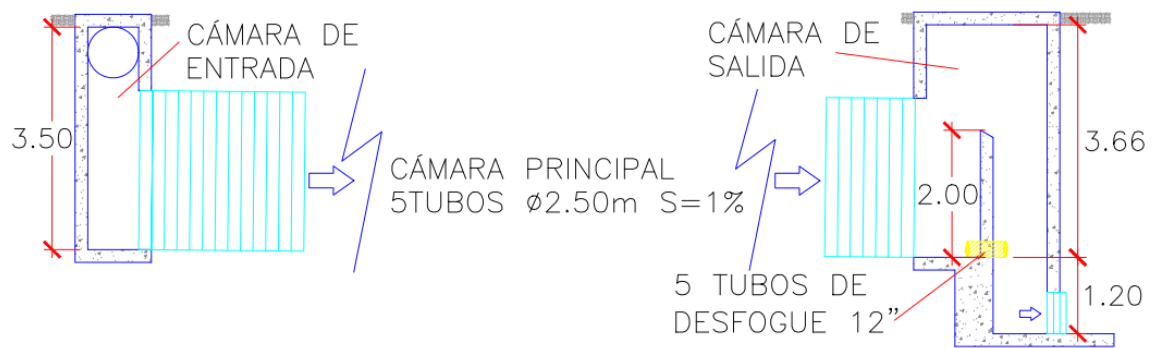 CÁMARA DE
ENTRADA
3.50
CÁMARA PRINCIPAL
5TUBOS ø2.50m S=1%
CÁMARA DE
SALIDA
3.66
2.00
5 TUBOS DE
DESFOGUE 12”
1.20